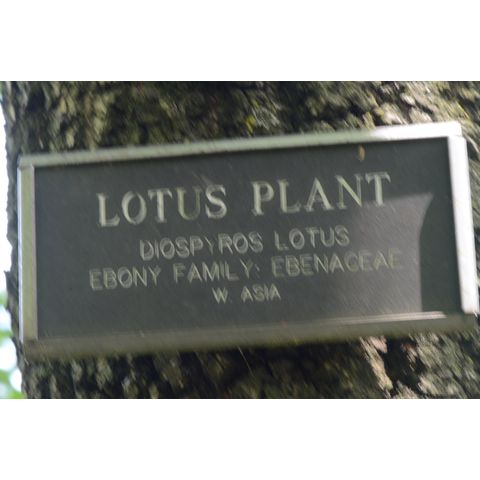 LOTUS PLANT
DIOSPYROS LOTUS
EBONY FAMILY: EBENACEAE
W. ASIA